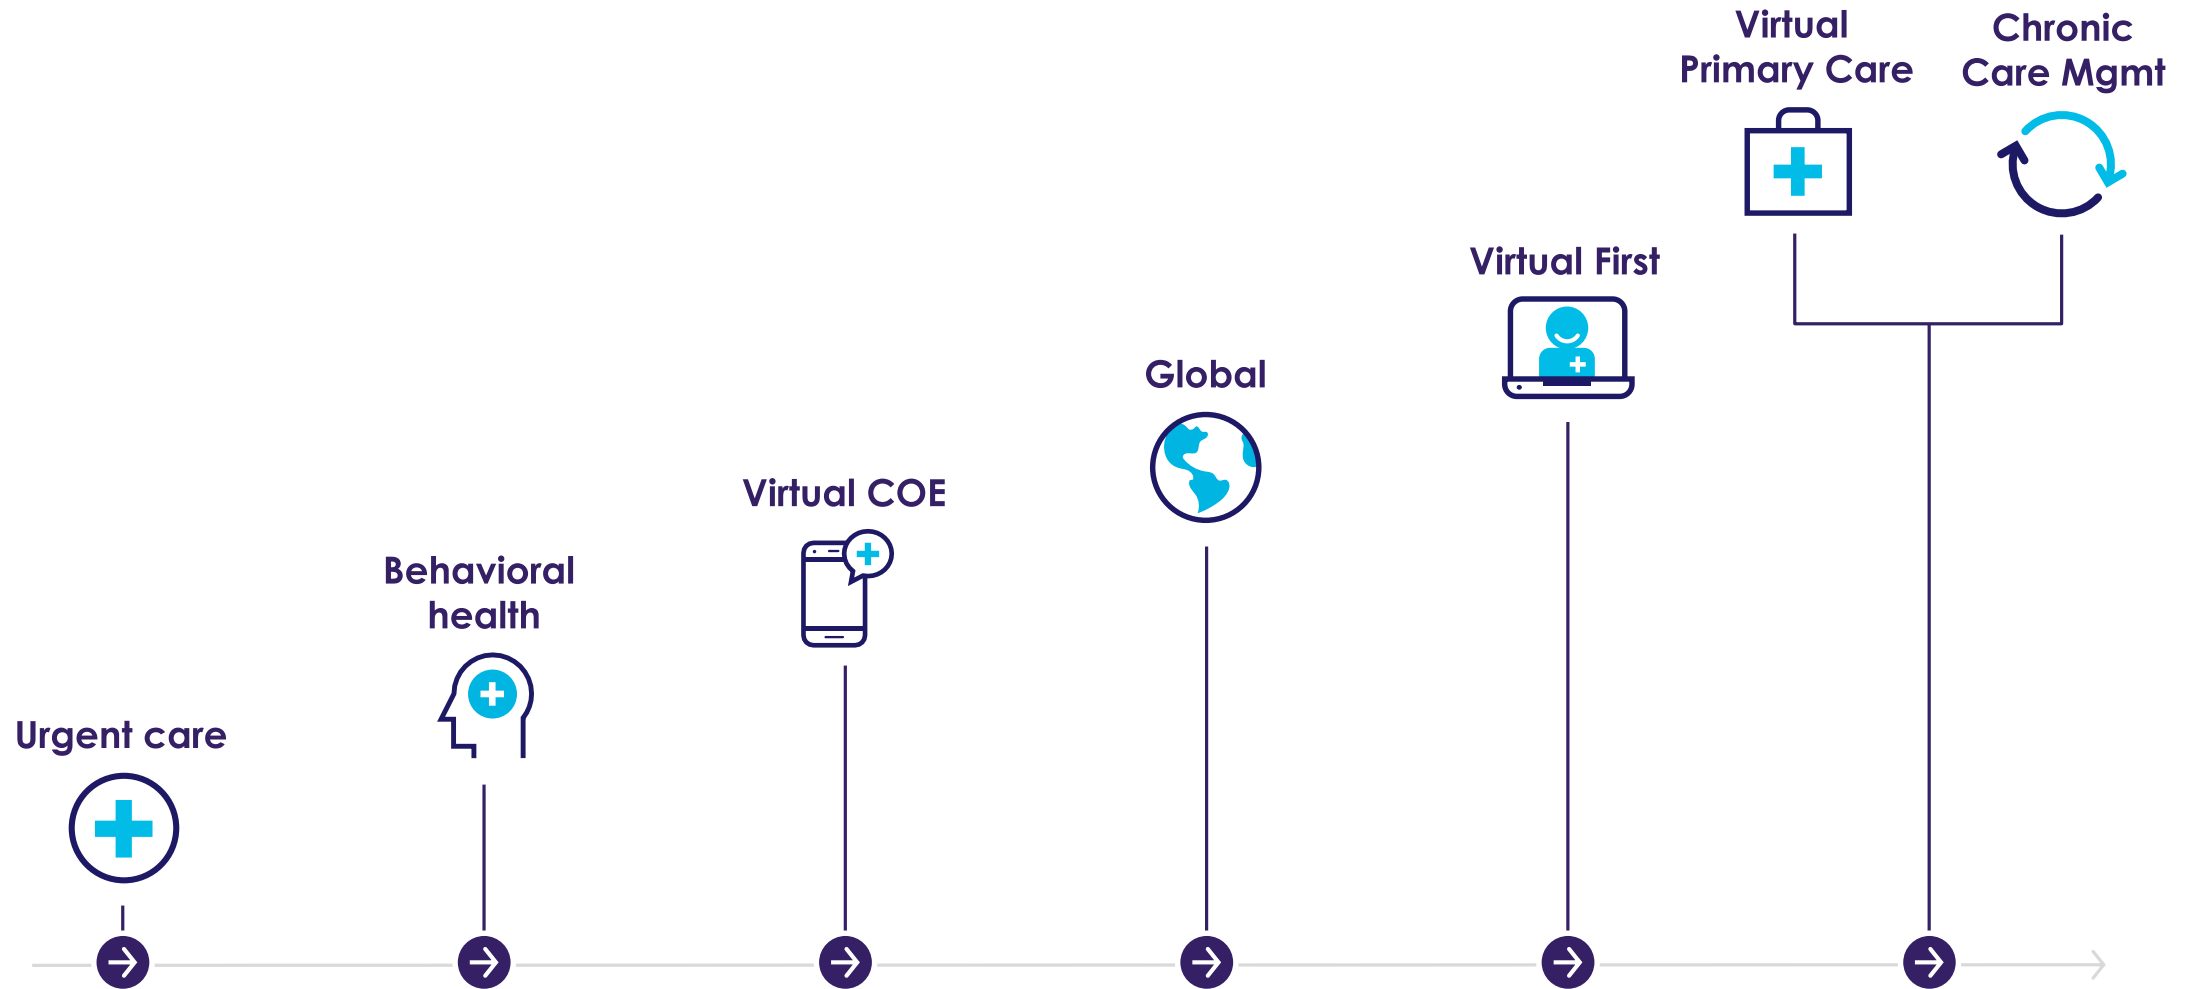 Urgent care
Behavioral
health
Virtual COE
Global
Virtual First
Virtual
Primary Care
Chronic
Care Mgmt